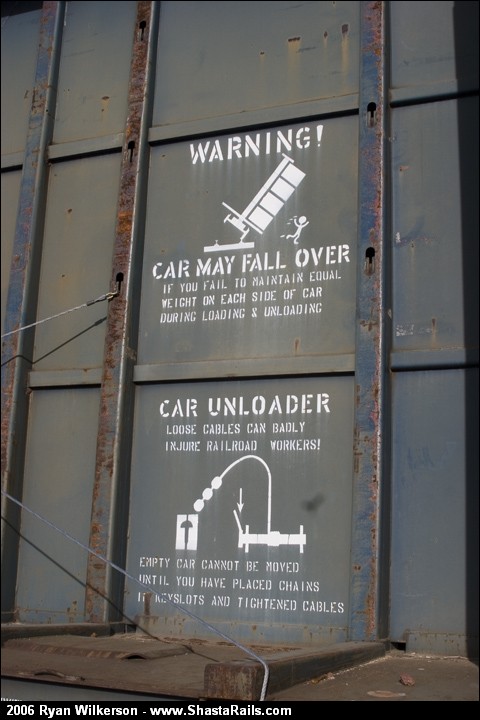 WARNING!
CAR MAY FALL OVER
IF YOU FAIL TO MAINTAIN EQUAL
WEIGHT ON EACH SIDE OF CAR
DURING LOADING & UNLOADING
CAR UNLOADER
LOOSE CABLES CAN BADLY
INJURE RAILROAD WORKERS!
EMPTY CAR CANNOT BE MOVED
UNTIL YOU HAVE PLACED CHAINS
IN KEYSLOTS AND TIGHTENED CABLES
2006 Ryan Wilkerson - www.ShastaRails.com